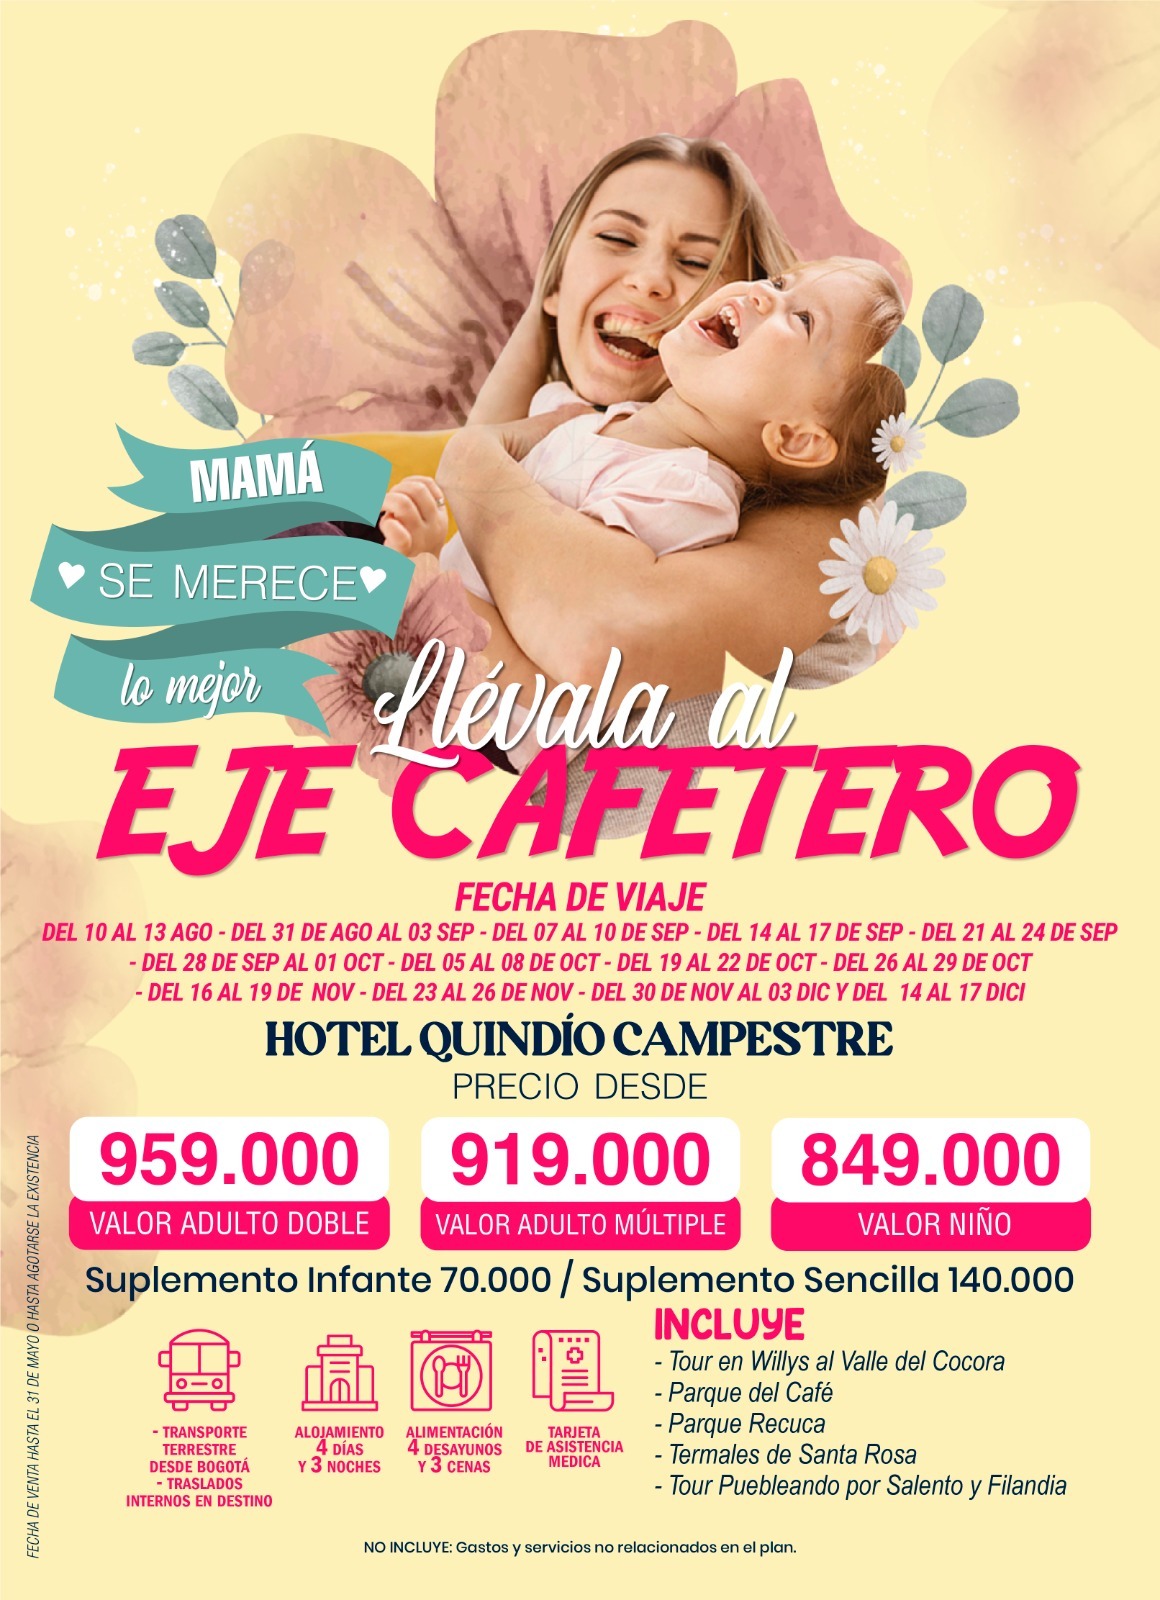 MAMÁ
SE MERECE
lo mejor
Llévala al
EJE CAFETERO
FECHA DE VIAJE
DEL 10 AL 13 AGO - DEL 31 DE AGO AL 03 SEP - DEL 07 AL 10 DE SEP - DEL 14 AL 17 DE SEP - DEL 21 AL 24 DE SEP
- DEL 28 DE SEP AL 01 OCT - DEL 05 AL 08 DE OCT - DEL 19 AL 22 DE OCT - DEL 26 AL 29 DE OCT
- DEL 16 AL 19 DE NOV - DEL 23 AL 26 DE NOV - DEL 30 DE NOV AL 03 DIC Y DEL 14 AL 17 DICI
HOTEL QUINDÍO CAMPESTRE
PRECIO DESDE
959.000
VALOR ADULTO DOBLE
919.000
VALOR ADULTO MÚLTIPLE
849.000
VALOR NIÑO
Suplemento Infante 70.000 / Suplemento Sencilla 140.000
- TRANSPORTE
TERRESTRE
DESDE BOGOTÁ
- TRASLADOS
INTERNOS EN DESTINO
ALOJAMIENTO
4 DÍAS
Y 3 NOCHES
ALIMENTACIÓN
4 DESAYUNOS
Y 3 CENAS
TARJETA
DE ASISTENCIA
MEDICA
INCLUYE
- Tour en Willys al Valle del Cocora
- Parque del Café
- Parque Recuca
- Termales de Santa Rosa
- Tour Puebleando por Salento y Filandia
NO INCLUYE: Gastos y servicios no relacionados en el plan.
FECHA DE VENTA HASTA EL 31 DE MAYO O HASTA AGOTARSE LA EXISTENCIA